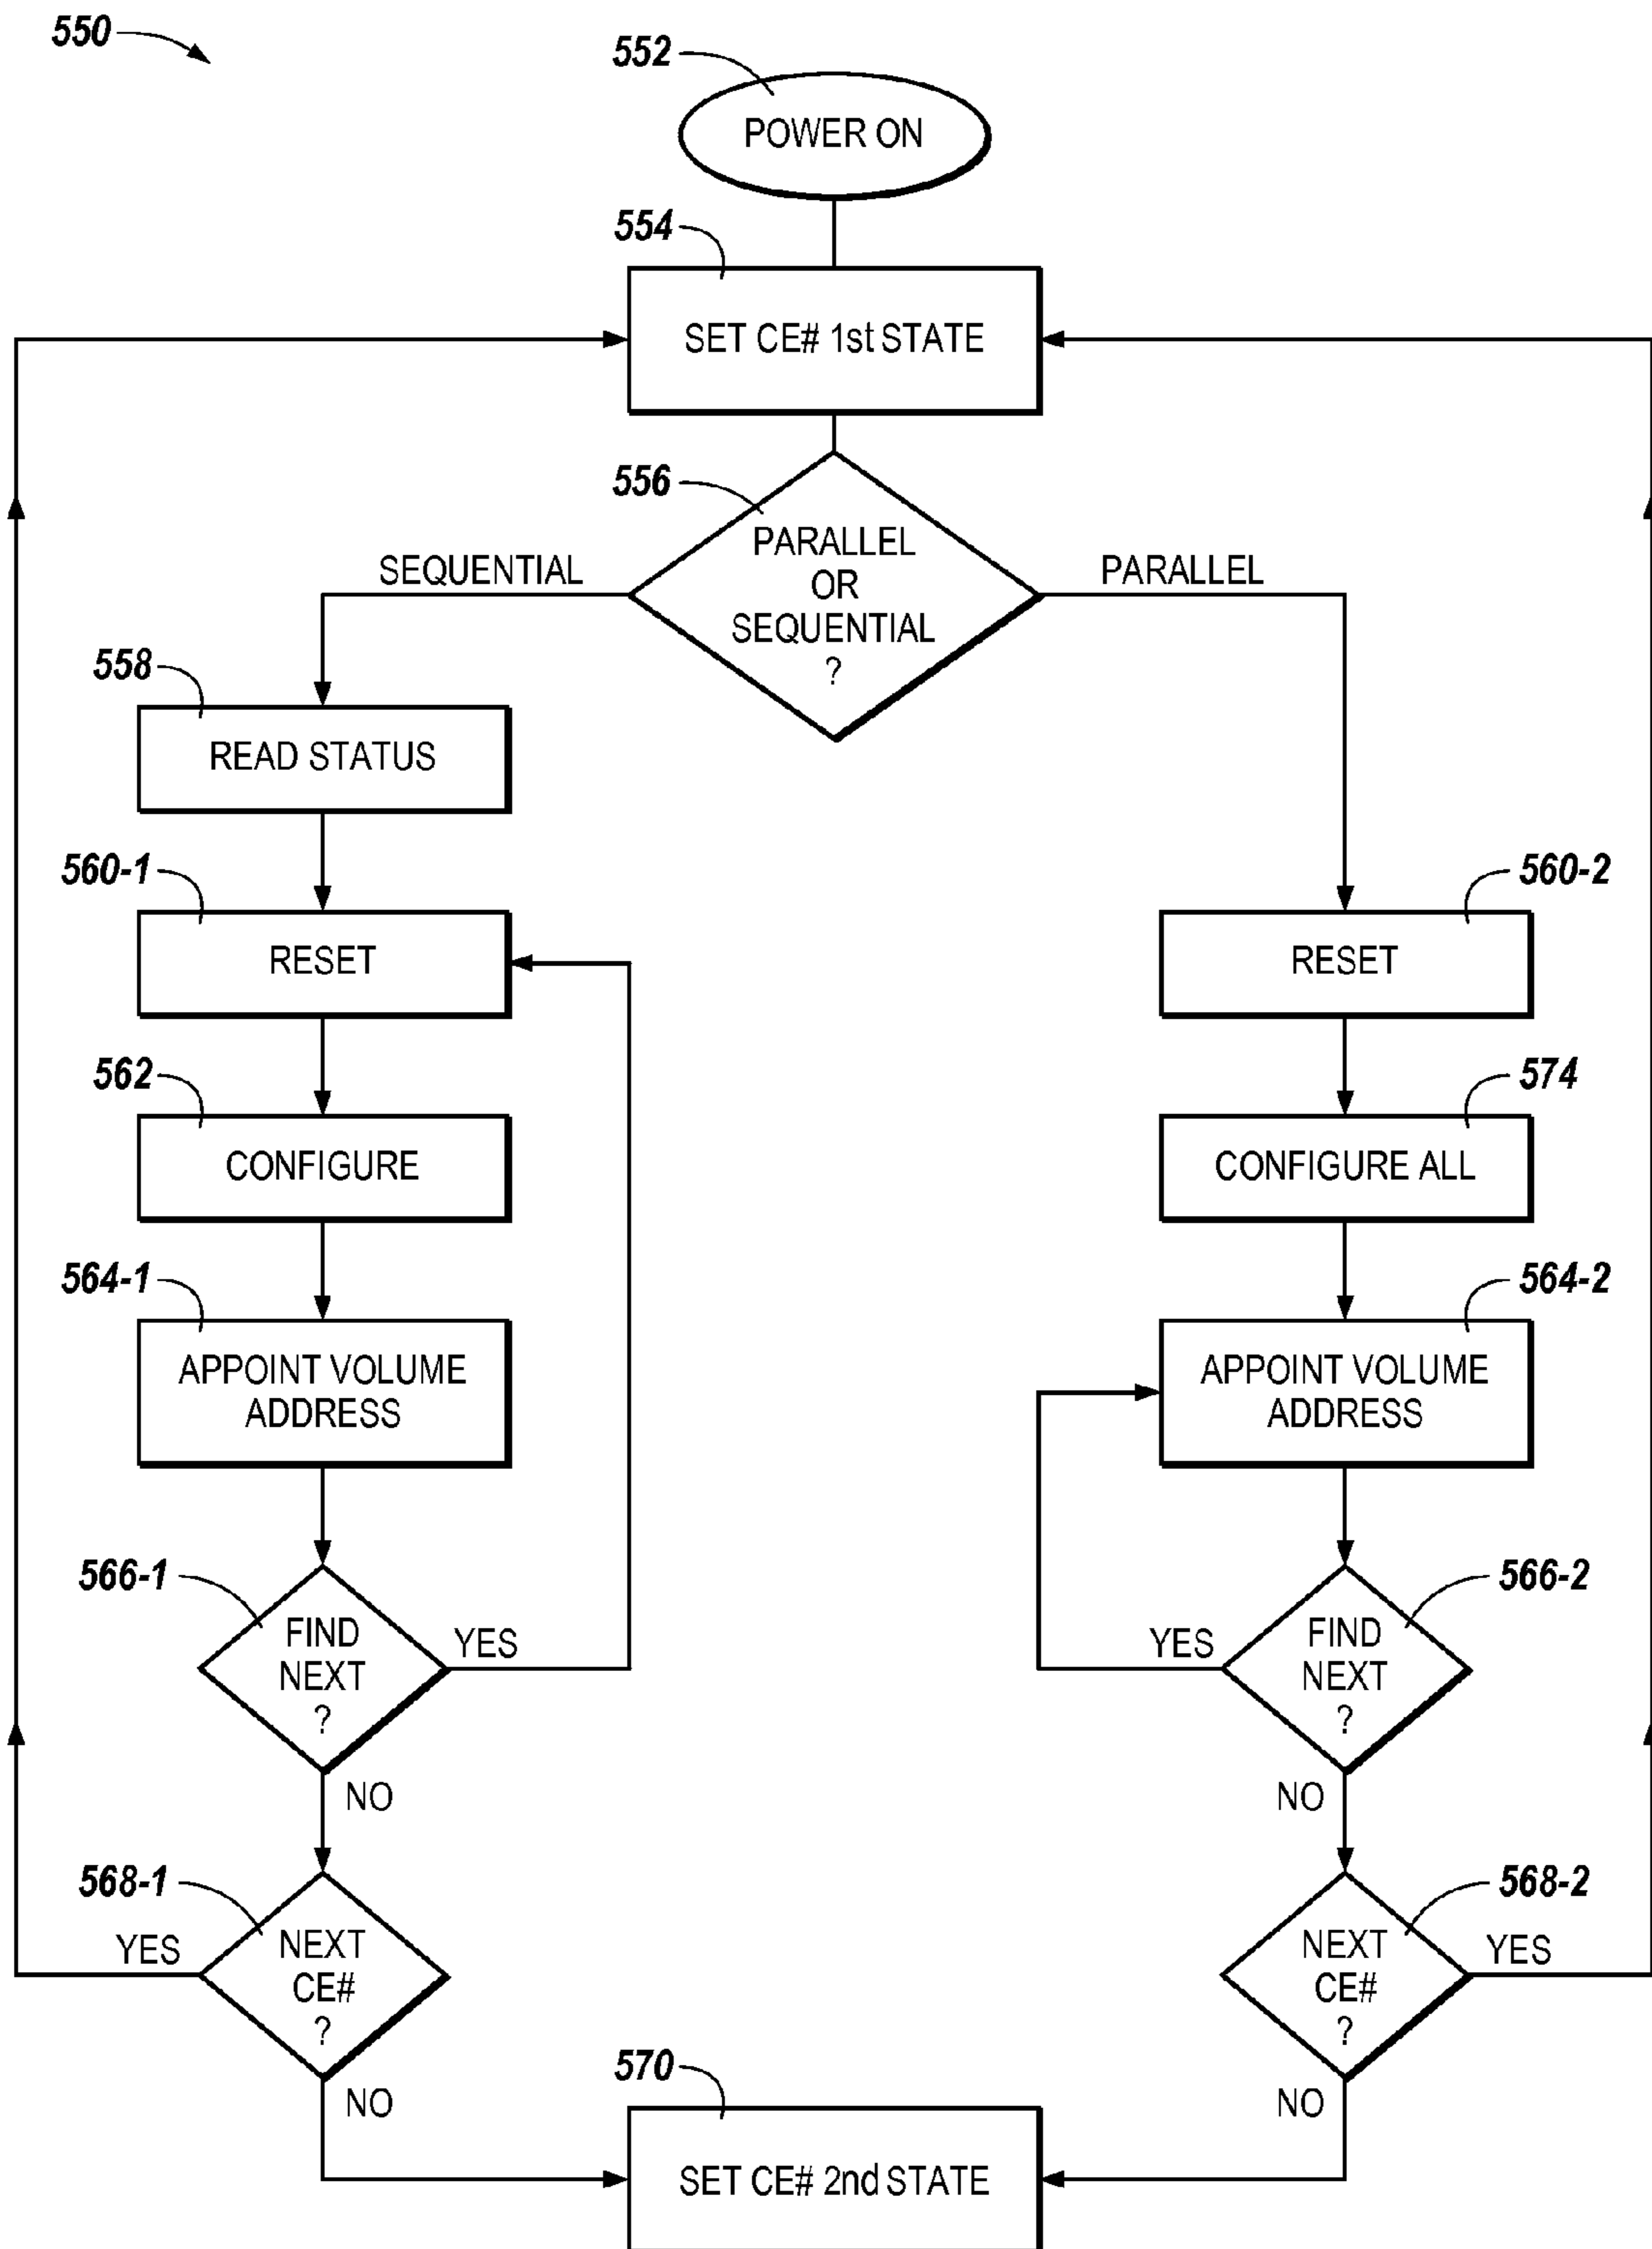 550
552
POWER ON
554
SET CE# 1st STATE
556
PARALLEL
OR
SEQUENTIAL
?
SEQUENTIAL
PARALLEL
558
READ STATUS
560-1
RESET
560-2
RESET
562
CONFIGURE
574
CONFIGURE ALL
564-1
APPOINT VOLUME
ADDRESS
564-2
APPOINT VOLUME
ADDRESS
566-1
FIND
NEXT
?
YES
NO
566-2
FIND
NEXT
?
YES
NO
568-1
NEXT
CE#
?
YES
NO
568-2
NEXT
CE#
?
YES
NO
570
SET CE# 2nd STATE